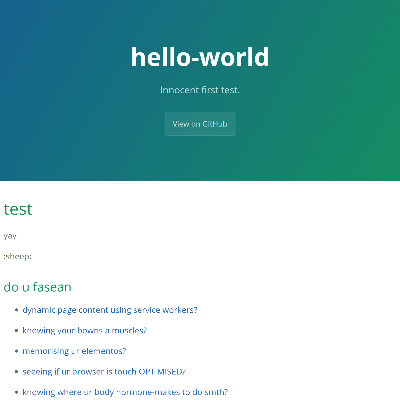 hello-world
Innocent first test.
View on GitHub
test
yay
:sheep:
do u fasean
dynamic page content using service workers?
knowing your bowns a muscles?
memorising ur elementos?
seeeing if ur browser is touch OPTIMISED?
knowing where ur body hormone-makes to do smth?